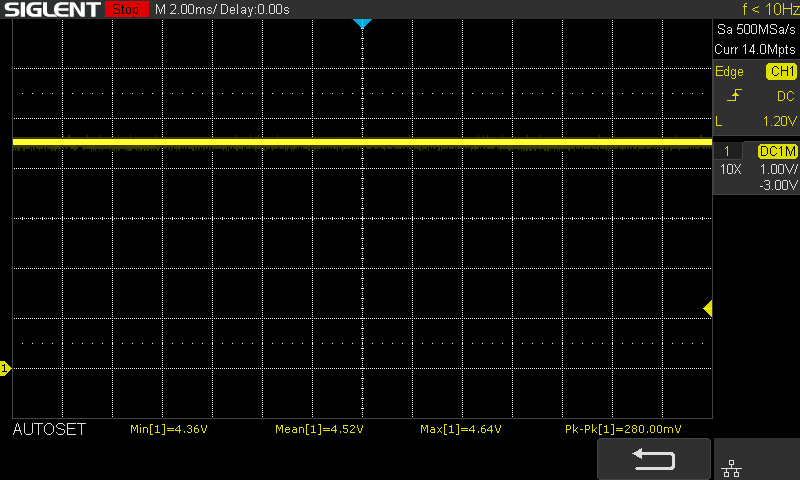 SIGLENT Stop M 2.00ms/ Delay:0.00s f < 10Hz
Sa 500MSa/s
Curr 14.0Mpts
Edge CH1
DC
L 1.20V
1 DC1M
10X 1.00V/
-3.00V
1
AUTOSET Min[1]=4.36V Mean[1]=4.52V Max[1]=4.64V Pk-Pk[1]=280.00mV